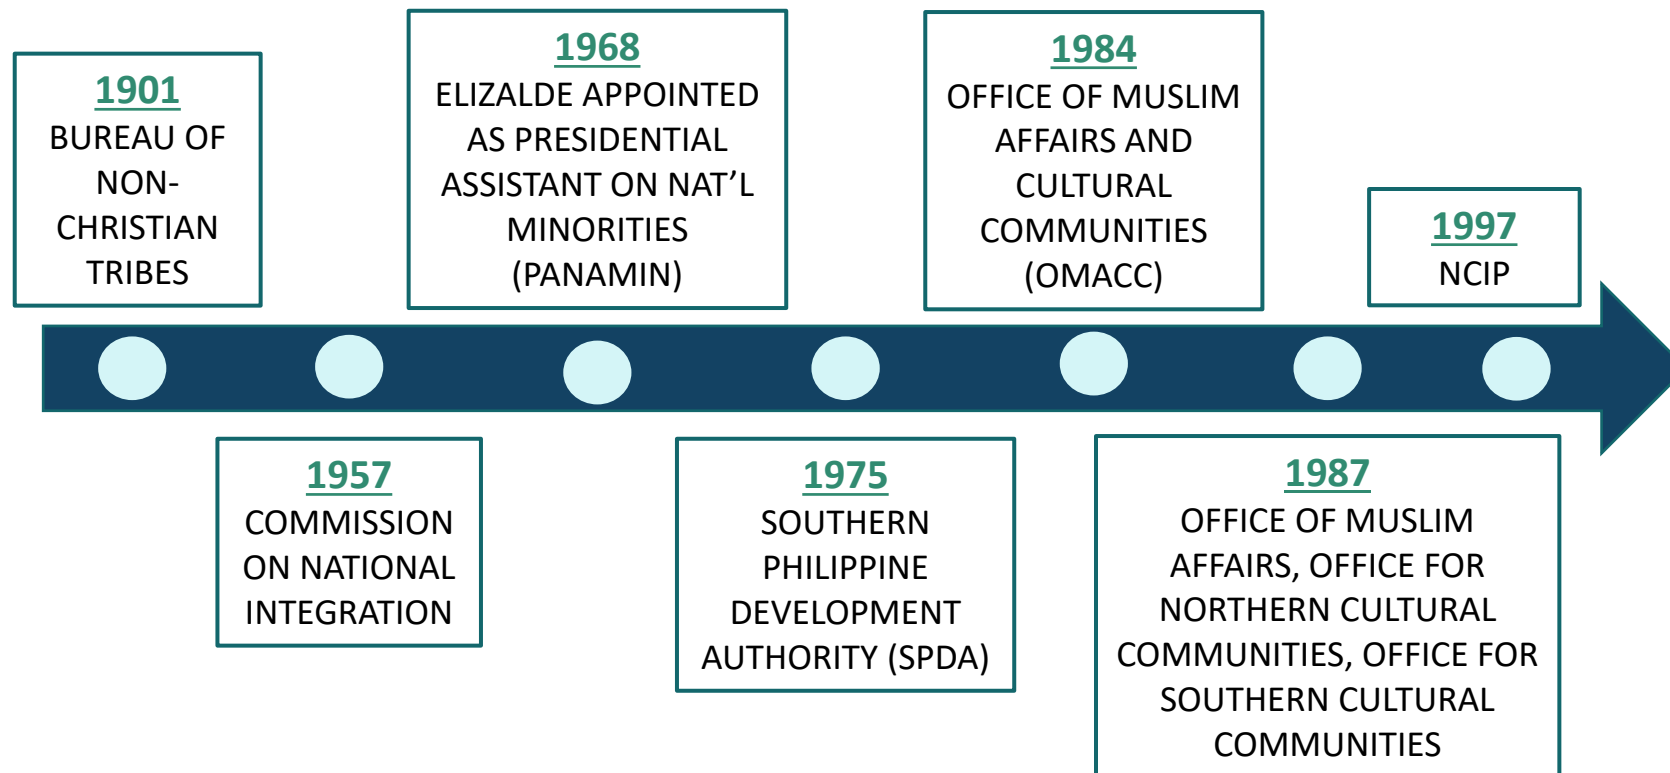 1901
BUREAU OF
NON-
CHRISTIAN
TRIBES
1957
COMMISSION
ON NATIONAL
INTEGRATION
1968
ELIZALDE APPOINTED
AS PRESIDENTIAL
ASSISTANT ON NAT’L
MINORITIES
(PANAMIN)
1975
SOUTHERN
PHILIPPINE
DEVELOPMENT
AUTHORITY (SPDA)
1984
OFFICE OF MUSLIM
AFFAIRS AND
CULTURAL
COMMUNITIES
(OMACC)
1987
OFFICE OF MUSLIM
AFFAIRS, OFFICE FOR
NORTHERN CULTURAL
COMMUNITIES, OFFICE FOR
SOUTHERN CULTURAL
COMMUNITIES
1997
NCIP